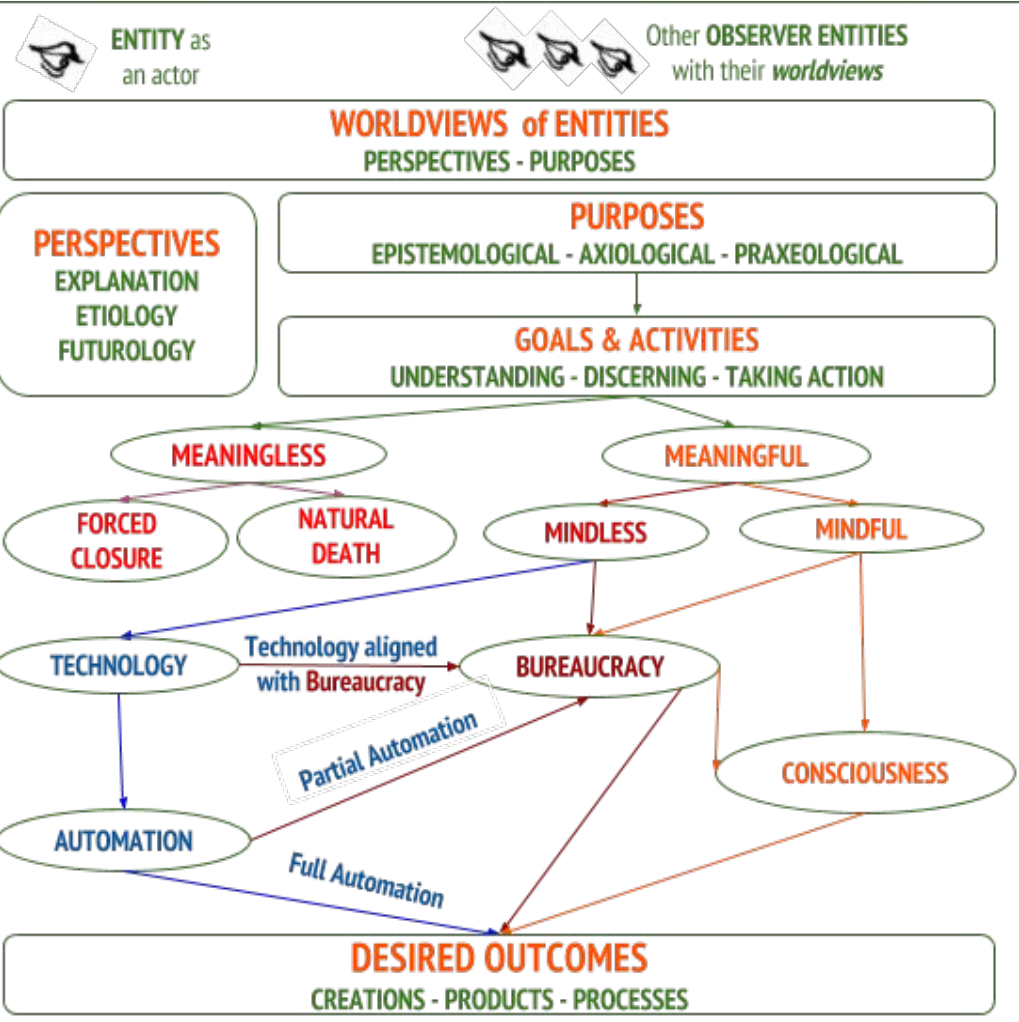 ENTITY as
an actor
Other OBSERVER ENTITIES
with their worldviews
WORLDVIEWS of ENTITIES
PERSPECTIVES - PURPOSES
PERSPECTIVES
EXPLANATION
ETIOLOGY
FUTUROLOGY
PURPOSES
EPISTEMOLOGICAL - AXIOLOGICAL - PRAXEOLOGICAL
GOALS & ACTIVITIES
UNDERSTANDING - DISCERNING - TAKING ACTION
MEANINGLESS
MEANINGFUL
FORCED
CLOSURE
NATURAL
DEATH
MINDLESS
MINDFUL
TECHNOLOGY
Technology aligned
with Bureaucracy
BUREAUCRACY
Partial Automation
CONSCIOUSNESS
AUTOMATION
Full Automation
DESIRED OUTCOMES
CREATIONS - PRODUCTS - PROCESSES